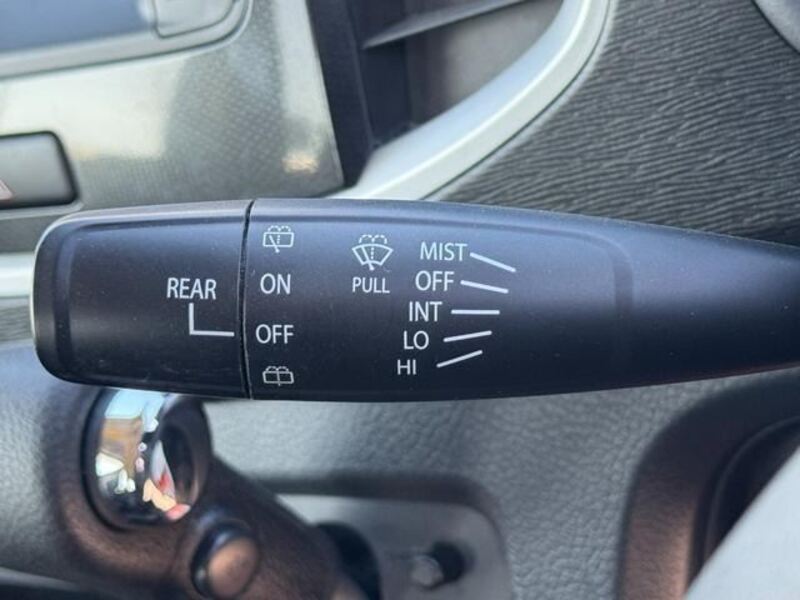 REAR
ON
OFF
PULL
MIST
OFF
INT
LO
HI